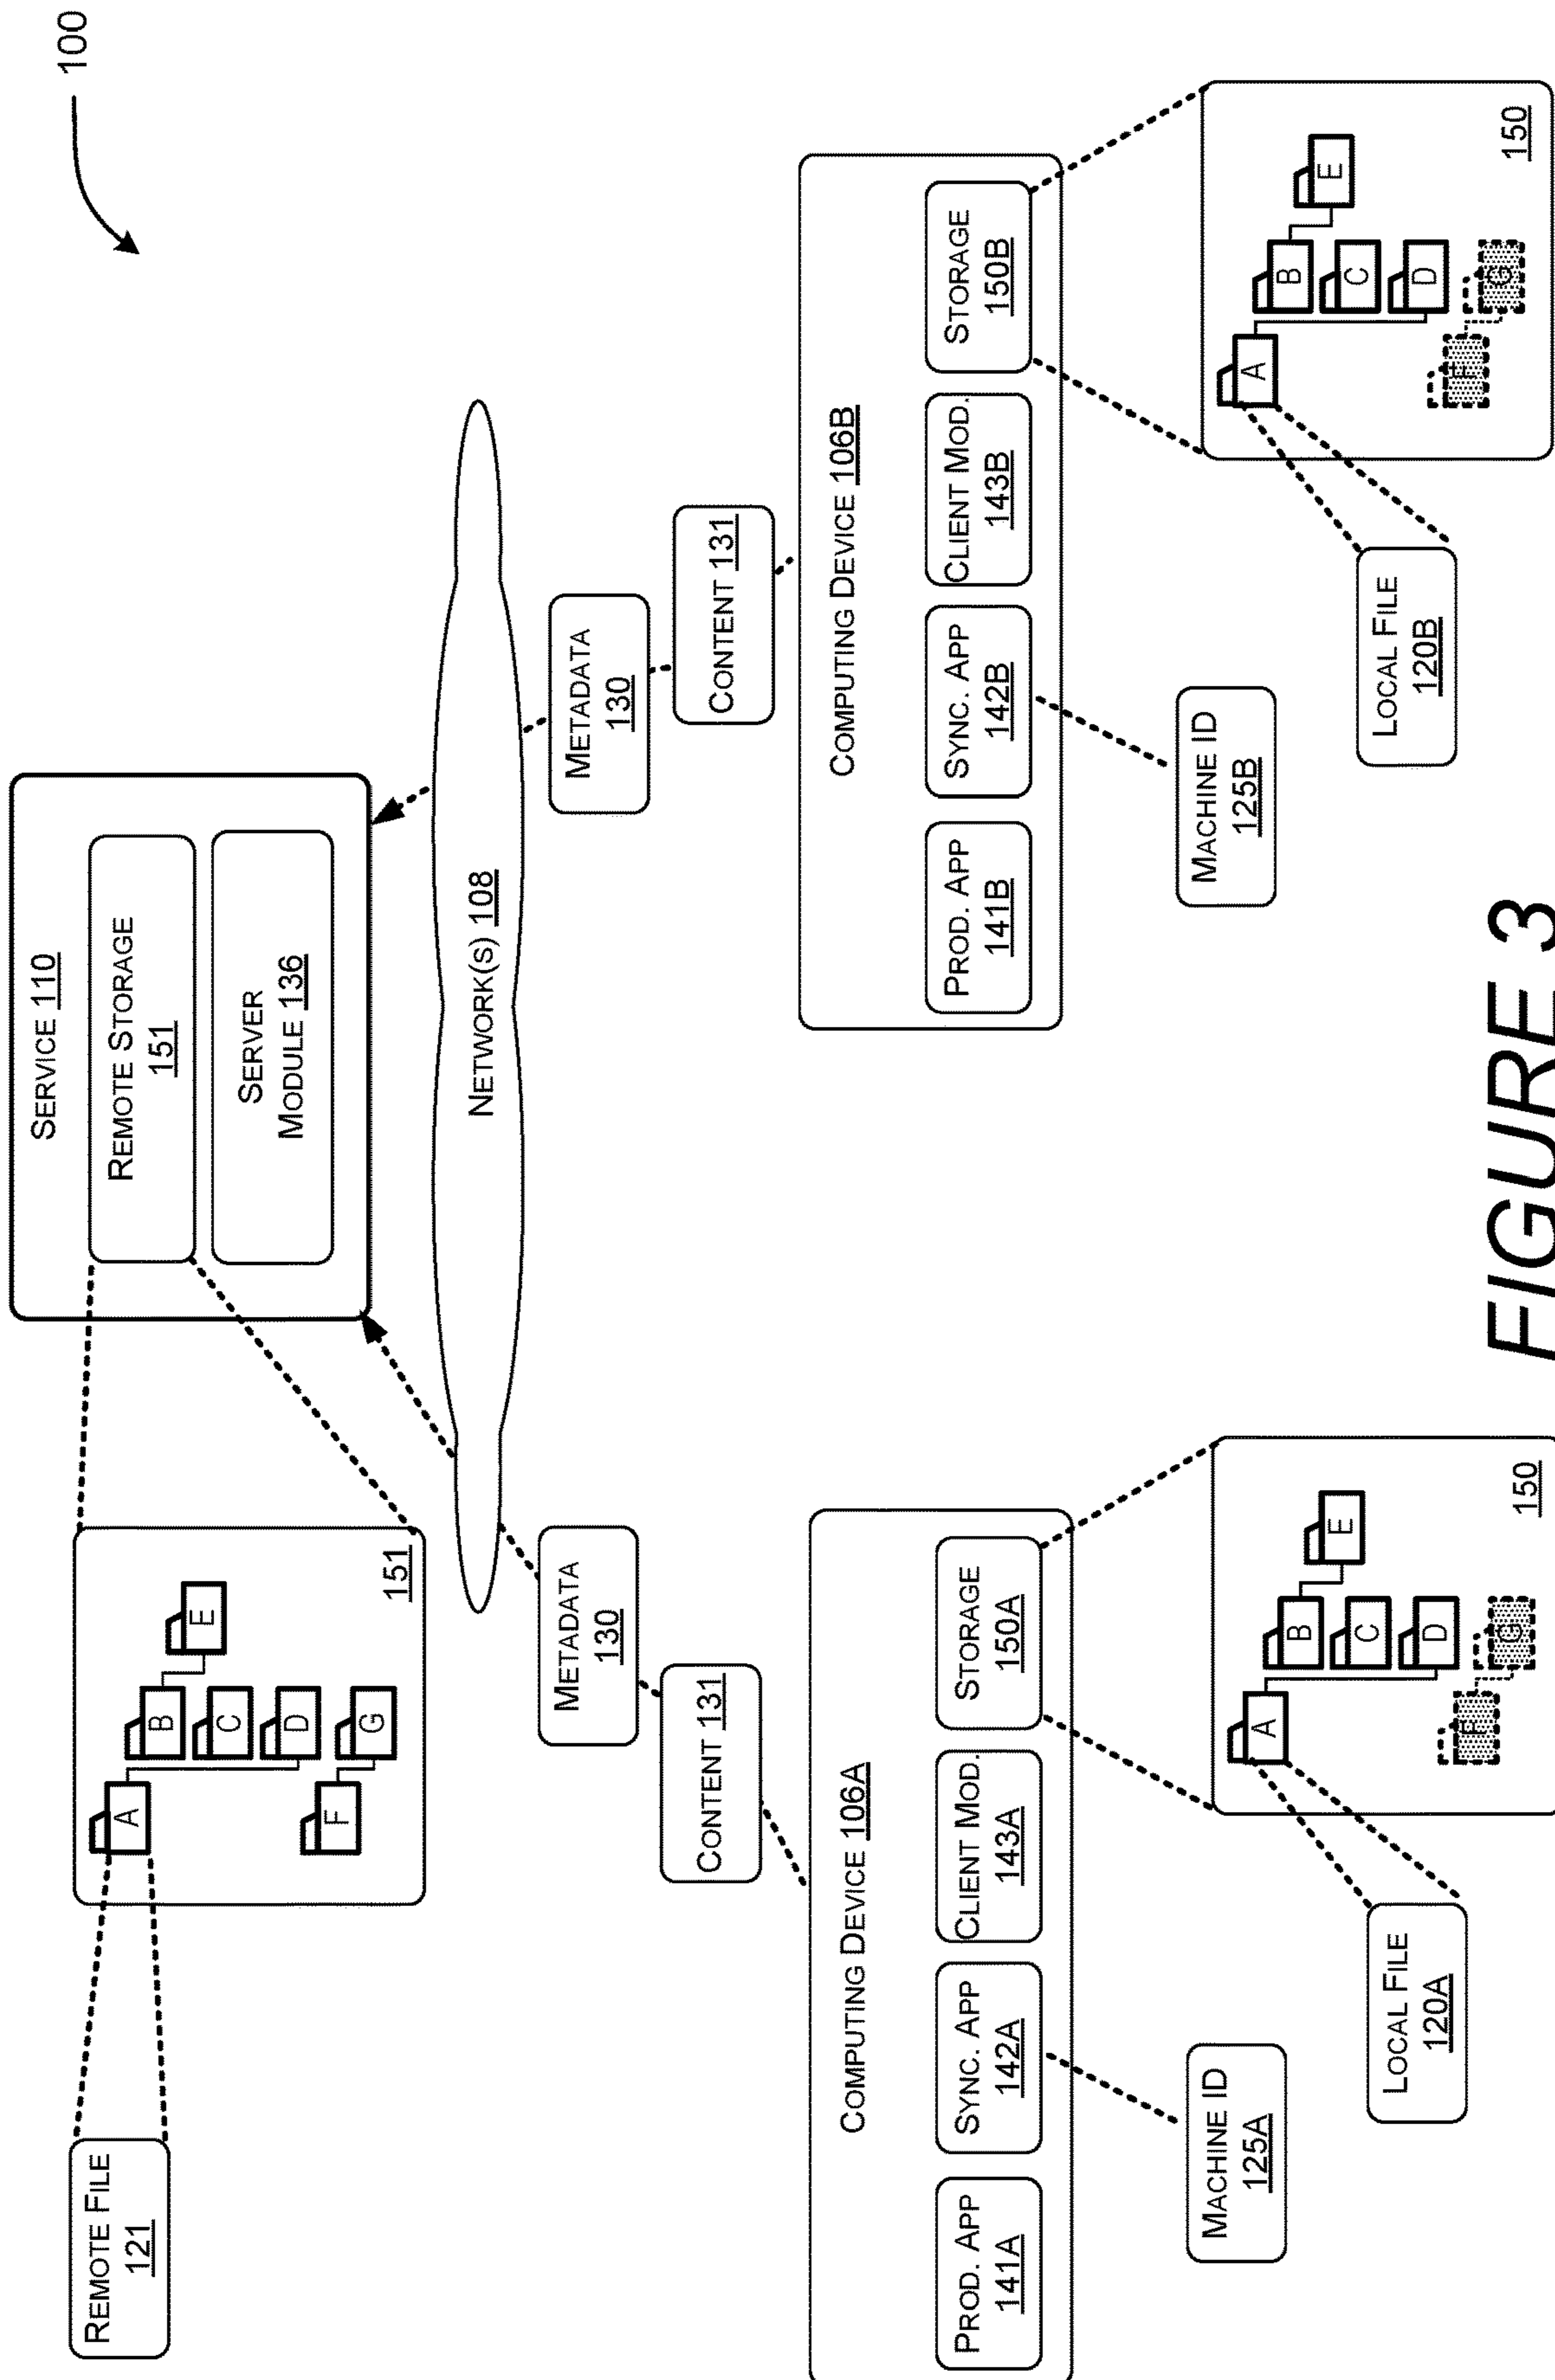 100
SERVICE 110
REMOTE STORAGE
151
SERVER
MODULE 136
REMOTE FILE
121
A
B
C
D
E
F
G
151
NETWORK(S) 108
METADATA
130
CONTENT 131
METADATA
130
CONTENT 131
COMPUTING DEVICE 106A
PROD. APP
141A
SYNC. APP
142A
CLIENT MOD.
143A
STORAGE
150A
MACHINE ID
125A
LOCAL FILE
120A
A
B
C
D
E
F
G
150
COMPUTING DEVICE 106B
PROD. APP
141B
SYNC. APP
142B
CLIENT MOD.
143B
STORAGE
150B
MACHINE ID
125B
LOCAL FILE
120B
A
B
C
D
E
F
G
150
FIGURE 3